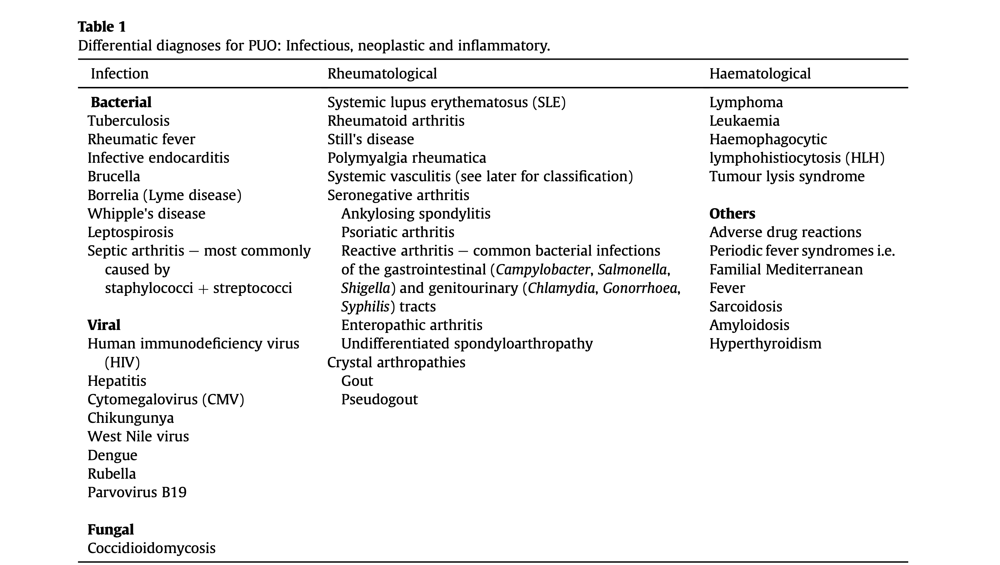 Table 1
Differential diagnoses for PUO: Infectious, neoplastic and inflammatory.
Infection
Rheumatological
Haematological
Bacterial
Tuberculosis
Rheumatic fever
Infective endocarditis
Brucella
Borrelia (Lyme disease)
Whipple's disease
Leptospirosis
Septic arthritis — most commonly
caused by
staphylococci + streptococci
Viral
Human immunodeficiency virus
(HIV)
Hepatitis
Cytomegalovirus (CMV)
Chikungunya
West Nile virus
Dengue
Rubella
Parvovirus B19
Fungal
Coccidioidomycosis
Systemic lupus erythematosus (SLE)
Rheumatoid arthritis
Still's disease
Polymyalgia rheumatica
Systemic vasculitis (see later for classification)
Seronegative arthritis
Ankylosing spondylitis
Psoriatic arthritis
Reactive arthritis — common bacterial infections
of the gastrointestinal (Campylobacter, Salmonella,
Shigella) and genitourinary (Chlamydia, Gonorrhoea,
Syphilis) tracts
Enteropathic arthritis
Undifferentiated spondyloarthropathy
Crystal arthropathies
Gout
Pseudogout
Lymphoma
Leukaemia
Haemophagocytic
lymphohistiocytosis (HLH)
Tumour lysis syndrome
Others
Adverse drug reactions
Periodic fever syndromes i.e.
Familial Mediterranean
Fever
Sarcoidosis
Amyloidosis
Hyperthyroidism